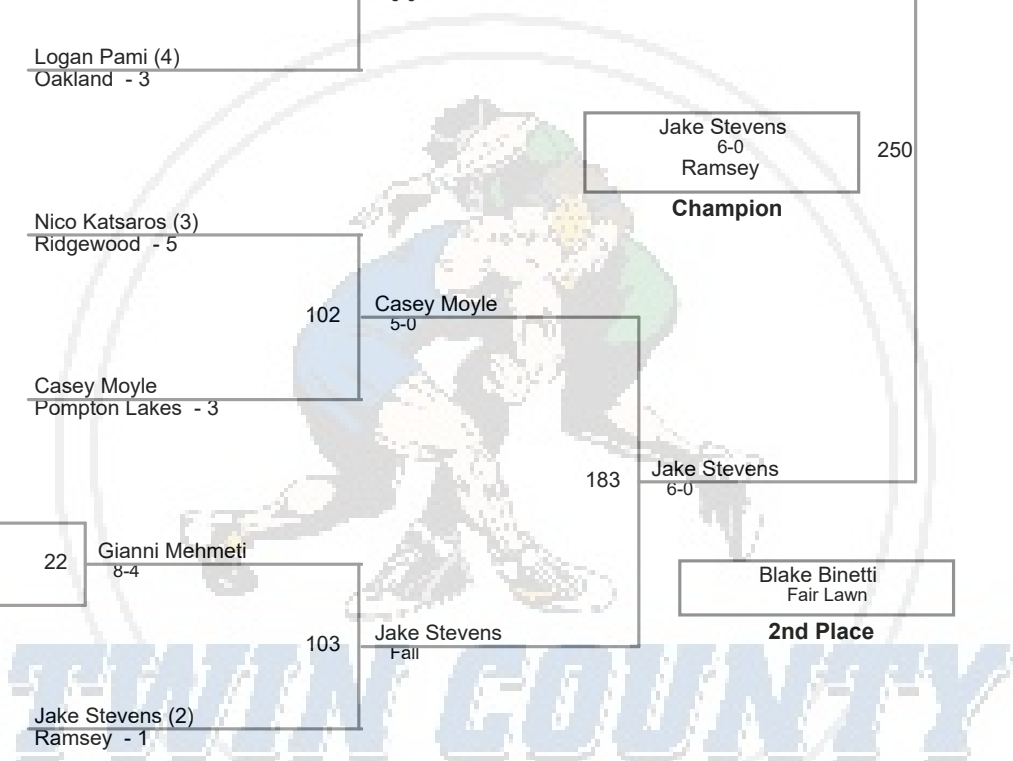 Logan Pami (4)
Oakland - 3
Jake Stevens
6-0
Ramsey
250
Champion
Nico Katsaros (3)
Ridgewood - 5
102
Casey Moyle
5-0
Casey Moyle
Pompton Lakes - 3
183
Jake Stevens
6-0
22
Gianni Mehmeti
8-4
Blake Binetti
Fair Lawn
2nd Place
103
Jake Stevens
Fall
Jake Stevens (2)
Ramsey - 1
TWIN COUNTY